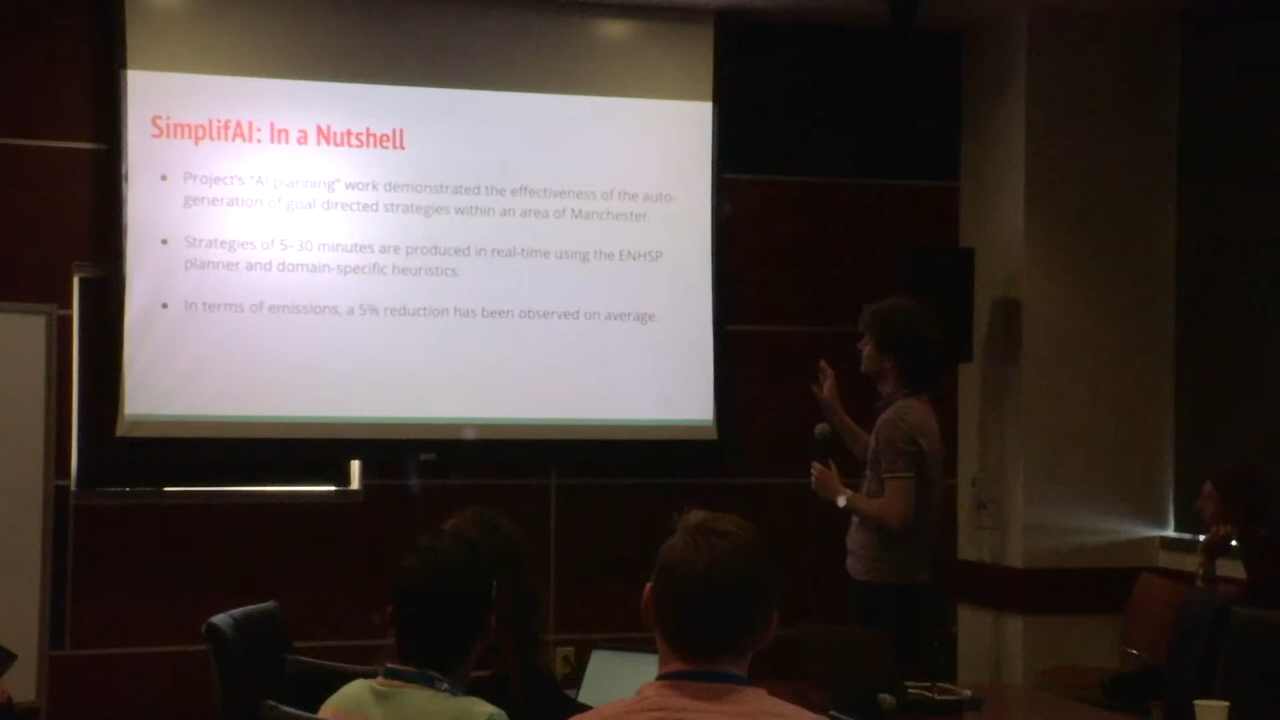 SimplifAI: In a Nutshell
Project's "AI planning" work demonstrated the effectiveness of the auto-
generation of goal-directed strategies within an area of Manchester.
Strategies of 5–30 minutes are produced in real-time using the ENHSP
planner and domain-specific heuristics.
In terms of emissions, a 5% reduction has been observed on average.